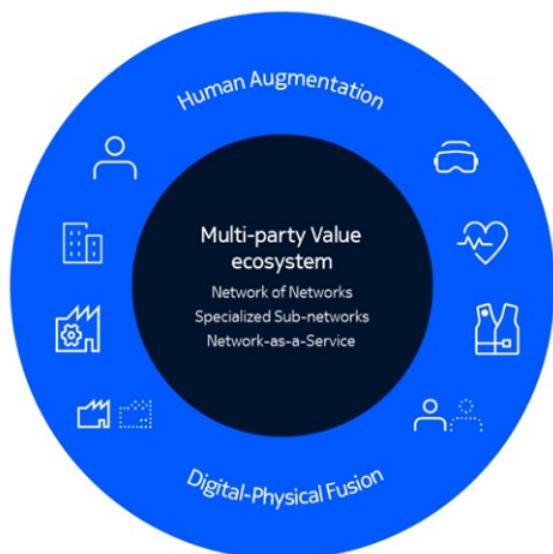 Human Augmentation
Multi-party Value
ecosystem
Network of Networks
Specialized Sub-networks
Network-as-a-Service
Digital-Physical Fusion